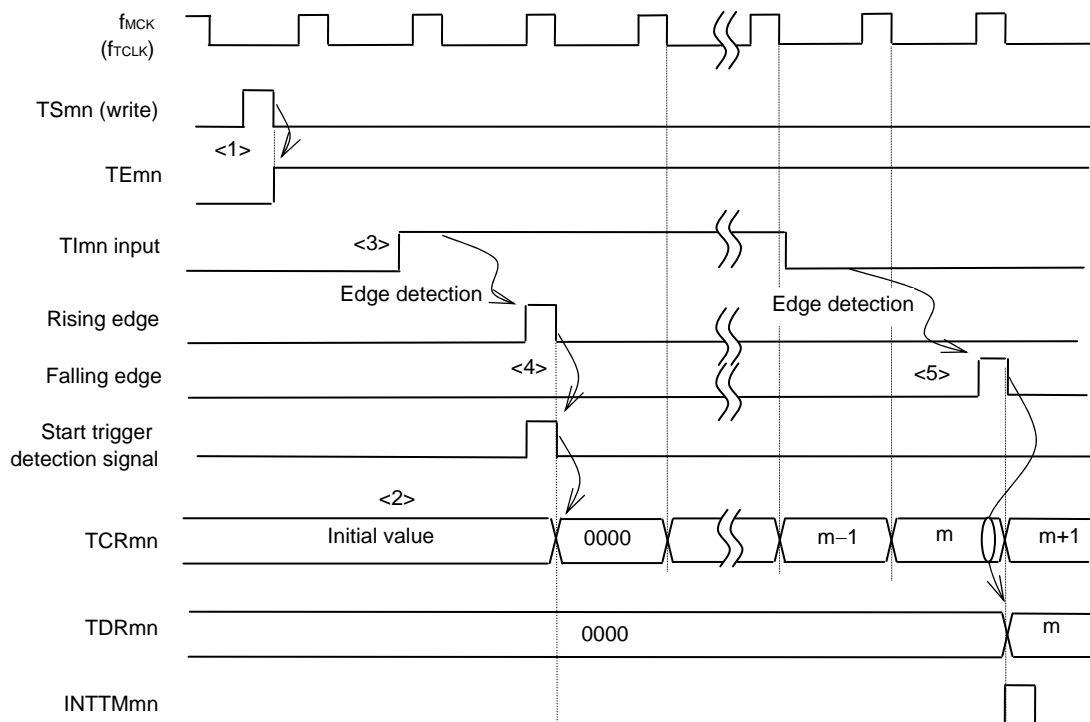 fMCK
(fTCLK)
TSmn (write)
<1>
TEmn
TImn input
<3>
Edge detection
Edge detection
Rising edge
<4>
Falling edge
<5>
Start trigger
detection signal
<2>
TCRmn
Initial value
0000
m−1
m
m+1
TDRmn
0000
m
INTTMmn